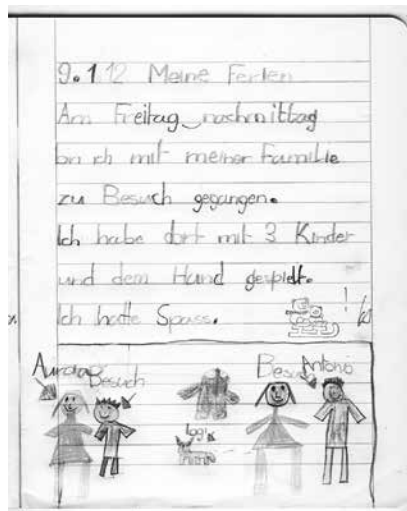 9.1.12 Meine Ferien
Am Freitag nachmittag
bin ich mit meiner Familie
zu Besuch gegangen.
Ich habe dort mit 3 Kinder
und dem Hund gespielt.
Ich hatte Spass. !
Besuch Besuch Antonio